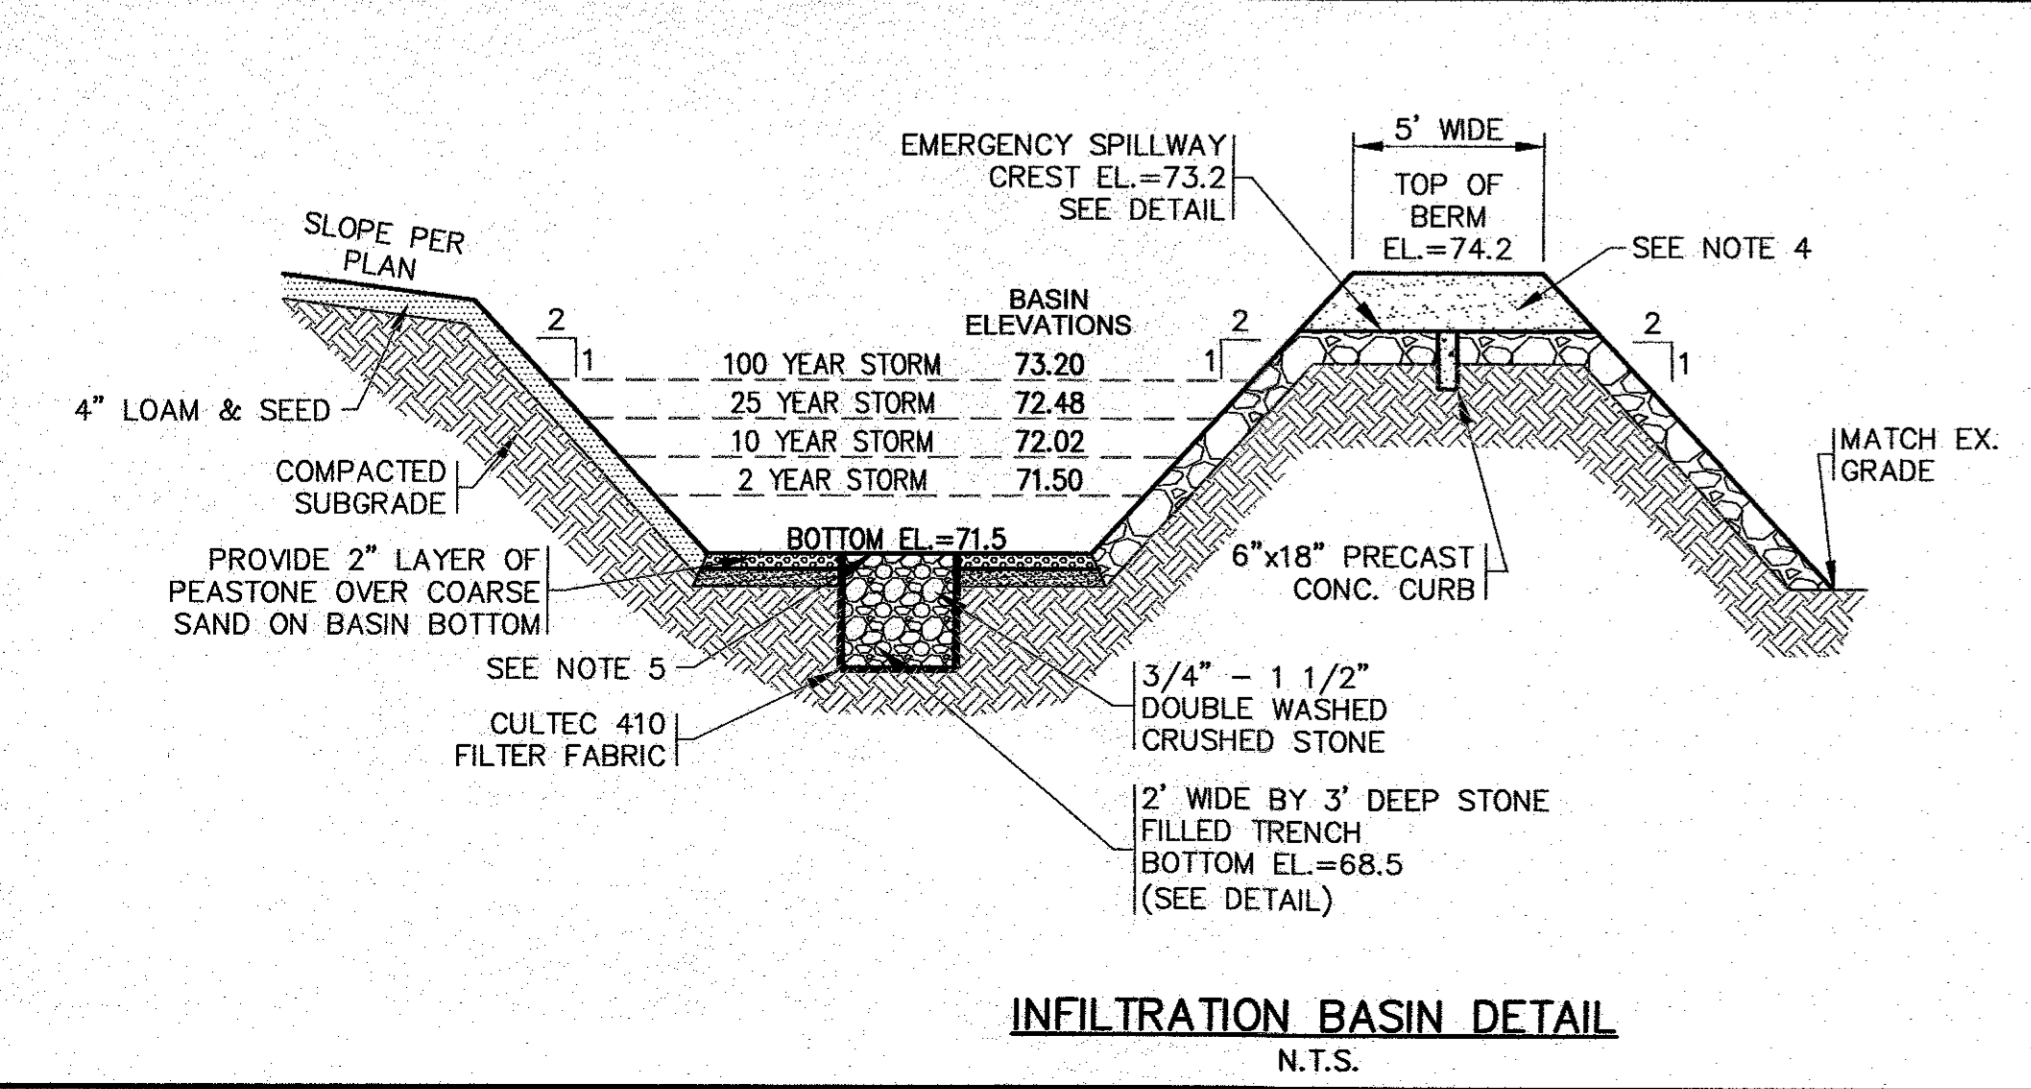 EMERGENCY SPILLWAY
CREST EL.=73.2
SEE DETAIL
5' WIDE
TOP OF
BERM
EL.=74.2
SEE NOTE 4
SLOPE PER
PLAN
BASIN
ELEVATIONS
2
1
2
1
2
1
100 YEAR STORM 73.20
25 YEAR STORM 72.48
10 YEAR STORM 72.02
2 YEAR STORM 71.50
4" LOAM & SEED
COMPACTED
SUBGRADE
MATCH EX.
GRADE
BOTTOM EL.=71.5
PROVIDE 2" LAYER OF
PEASTONE OVER COARSE
SAND ON BASIN BOTTOM
6"x18" PRECAST
CONC. CURB
SEE NOTE 5
CULTEC 410
FILTER FABRIC
3/4" - 1 1/2"
DOUBLE WASHED
CRUSHED STONE
2' WIDE BY 3' DEEP STONE
FILLED TRENCH
BOTTOM EL.=68.5
(SEE DETAIL)
INFILTRATION BASIN DETAIL
N.T.S.